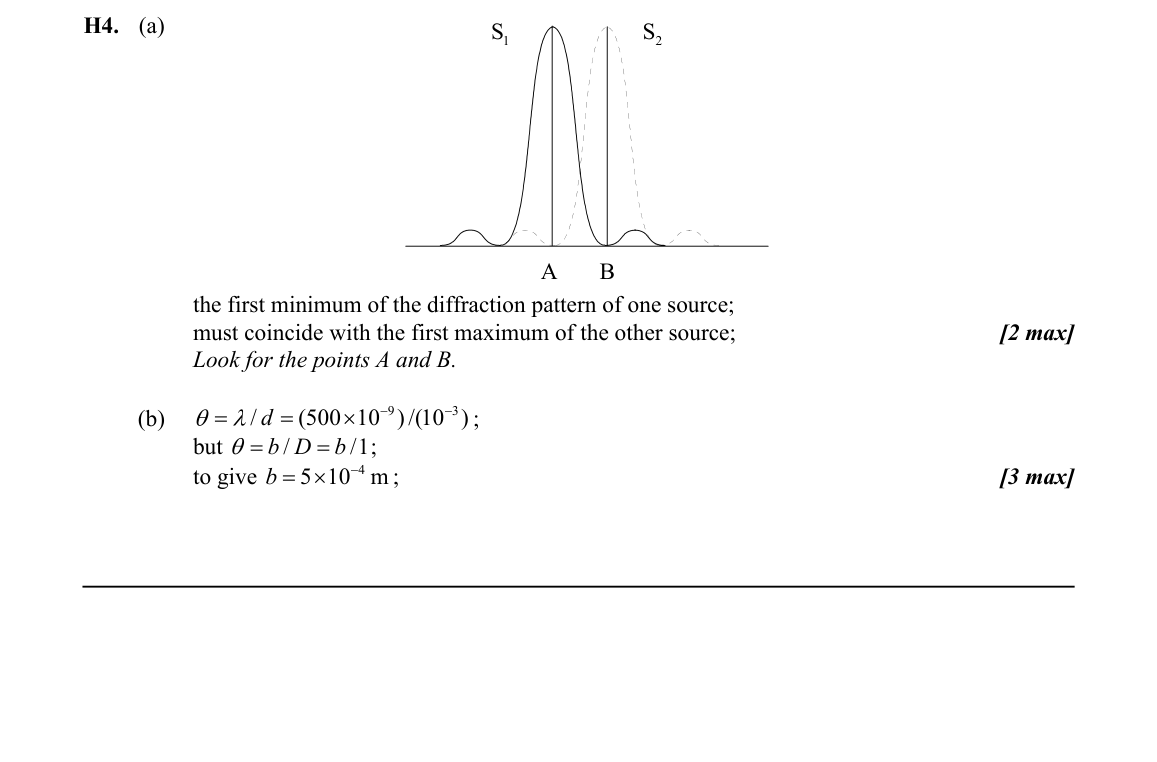 H4. (a)
S₁ S₂
A B
the first minimum of the diffraction pattern of one source;
must coincide with the first maximum of the other source; [2 max]
Look for the points A and B.
(b) θ = λ / d = (500×10⁻⁹)/(10⁻³) ;
but θ = b / D = b / 1;
to give b = 5×10⁻⁴ m ; [3 max]